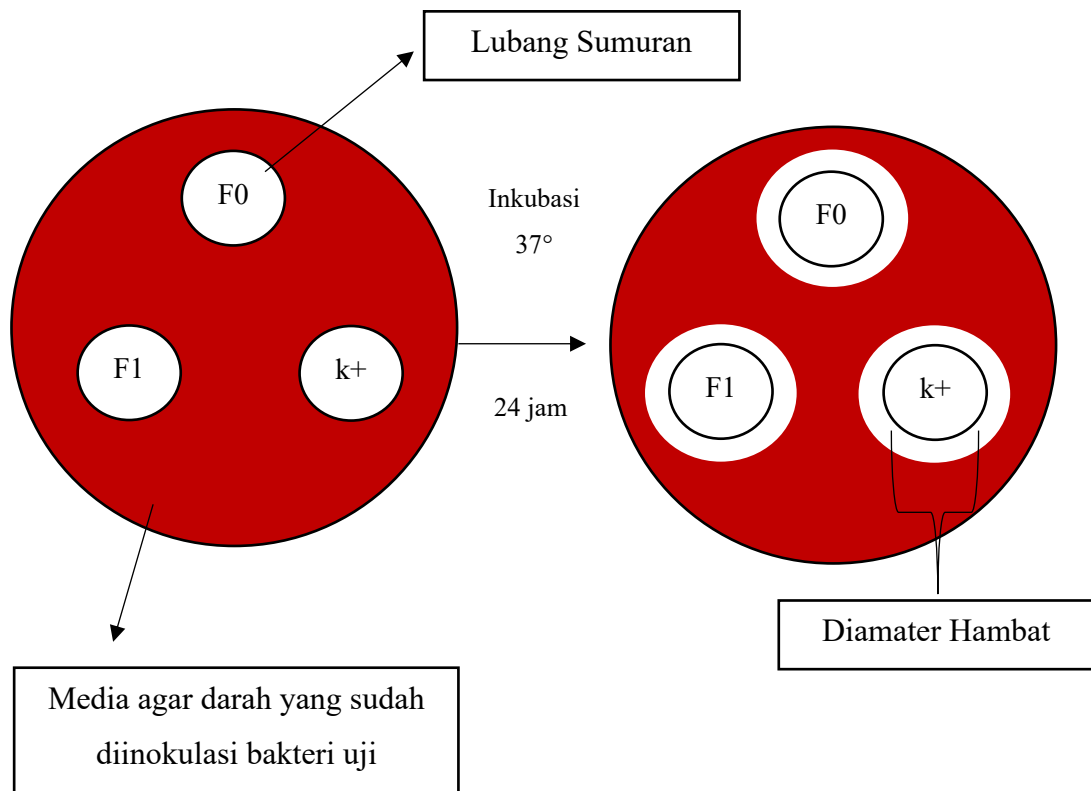 Lubang Sumuran
F0
F1
k+
Inkubasi
37°
24 jam
F0
F1
k+
Diamater Hambat
Media agar darah yang sudah
diinokulasi bakteri uji